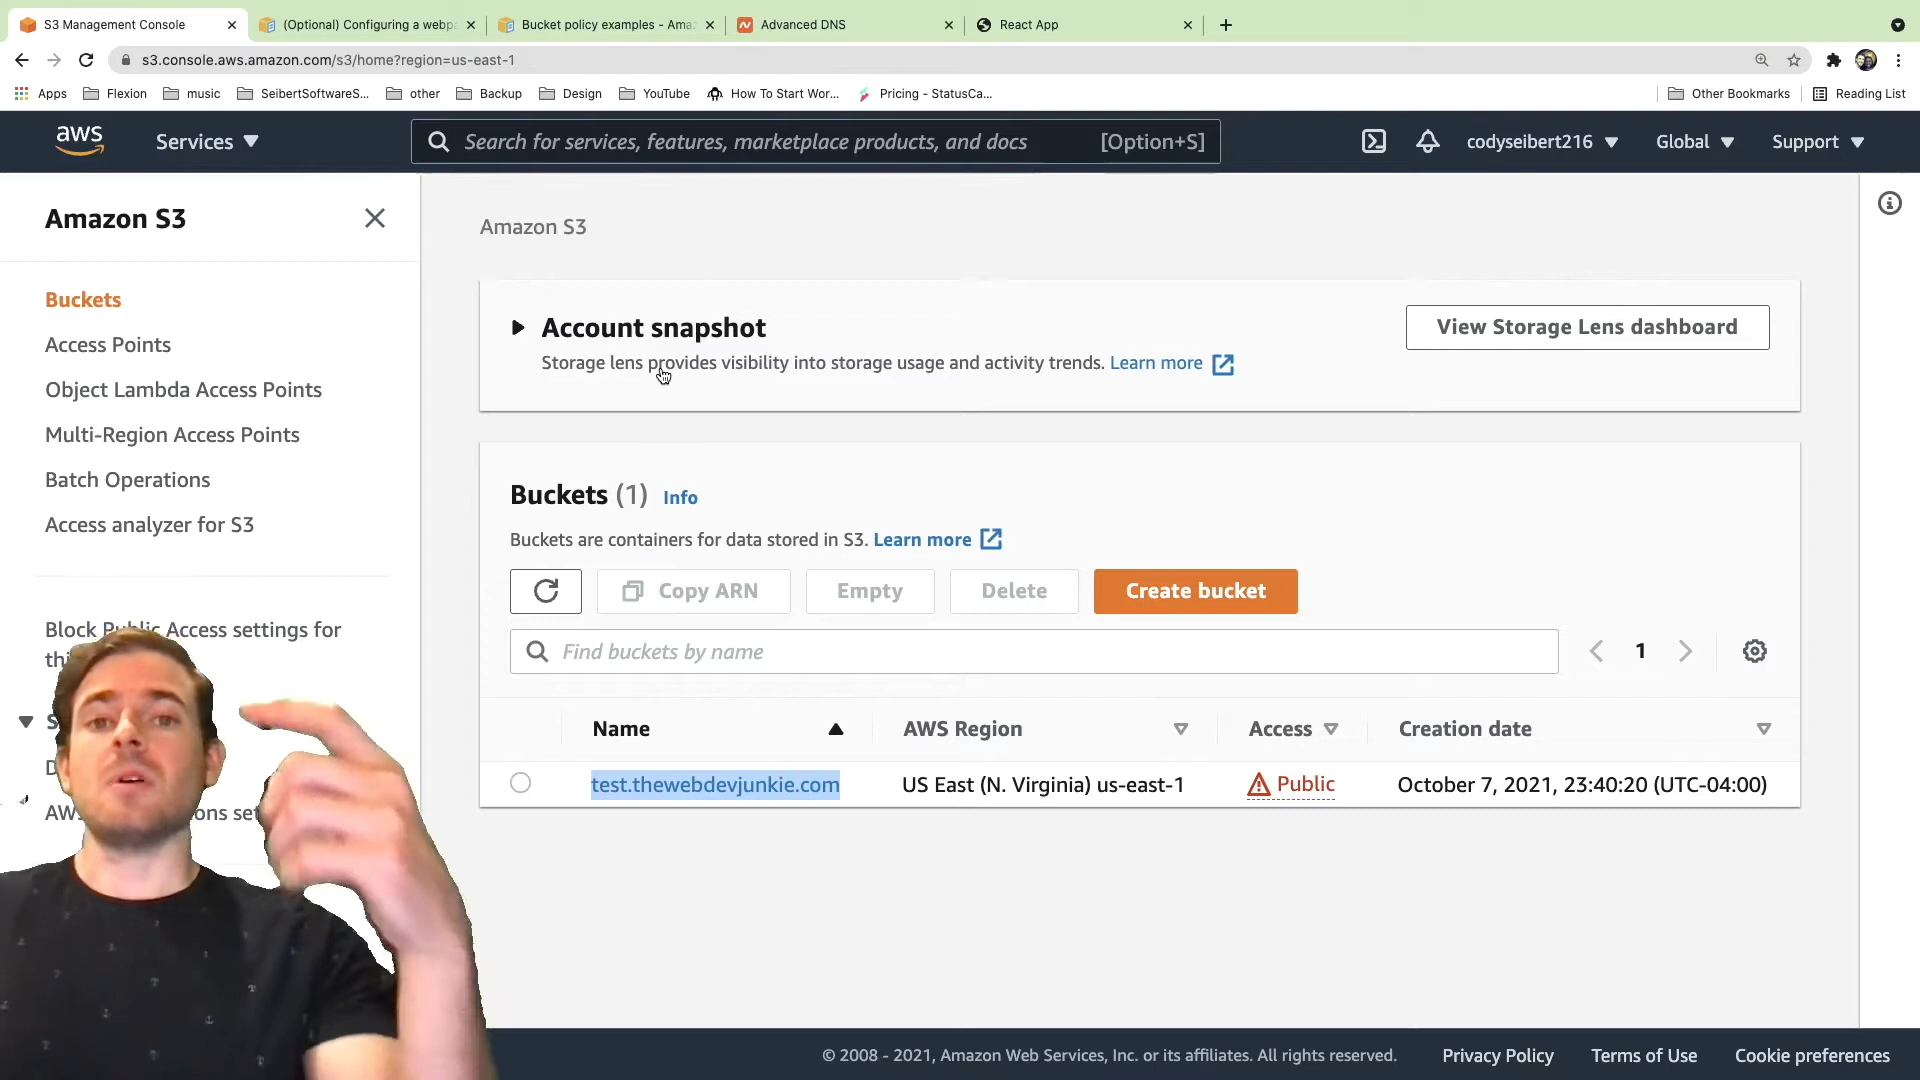 S3 Management Console
(Optional) Configuring a webpa
Bucket policy examples - Amaz
Advanced DNS
React App
s3.console.aws.amazon.com/s3/home?region=us-east-1
Apps
Flexion
music
SeibertSoftwareS...
other
Backup
Design
YouTube
How To Start Wor...
Pricing - StatusCa...
Other Bookmarks
Reading List
aws
Services
Search for services, features, marketplace products, and docs
[Option+S]
codyseibert216
Global
Support
Amazon S3
Buckets
Access Points
Object Lambda Access Points
Multi-Region Access Points
Batch Operations
Access analyzer for S3
Block Public Access settings for
Amazon S3
Account snapshot
Storage lens provides visibility into storage usage and activity trends. Learn more
View Storage Lens dashboard
Buckets (1) Info
Buckets are containers for data stored in S3. Learn more
Copy ARN
Empty
Delete
Create bucket
Find buckets by name
1
Name
AWS Region
Access
Creation date
test.thewebdevjunkie.com
US East (N. Virginia) us-east-1
Public
October 7, 2021, 23:40:20 (UTC-04:00)
© 2008 - 2021, Amazon Web Services, Inc. or its affiliates. All rights reserved.
Privacy Policy
Terms of Use
Cookie preferences